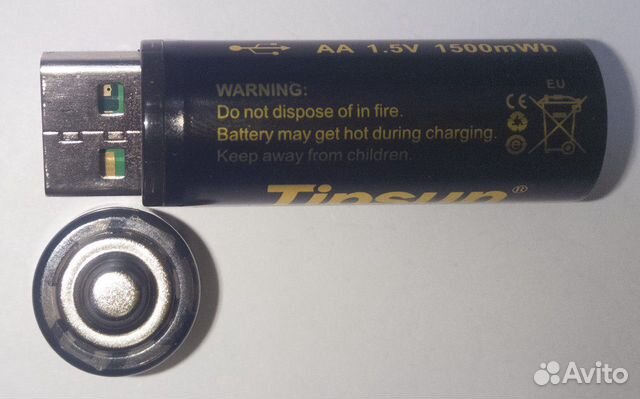 AA 1.5V 1500mWh
WARNING:
Do not dispose of in fire.
Battery may get hot during charging.
Keep away from children.
EU
CE
Tipsun®
Avito